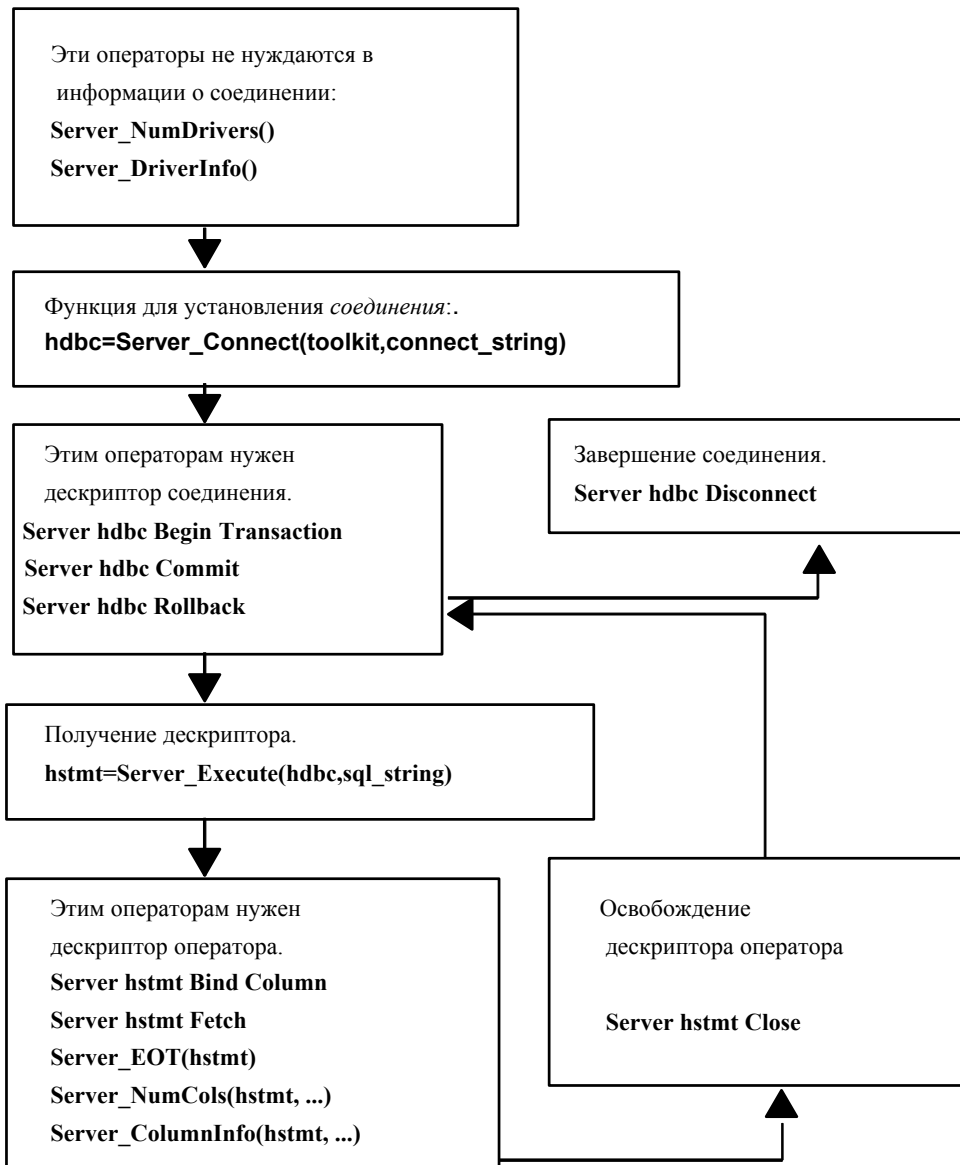 Эти операторы не нуждаются в
информации о соединении:
Server_NumDrivers()
Server_DriverInfo()
Функция для установления соединения:.
hdbc=Server_Connect(toolkit,connect_string)
Этим операторам нужен
дескриптор соединения.
Server hdbc Begin Transaction
Server hdbc Commit
Server hdbc Rollback
Завершение соединения.
Server hdbc Disconnect
Получение дескриптора.
hstmt=Server_Execute(hdbc,sql_string)
Этим операторам нужен
дескриптор оператора.
Server hstmt Bind Column
Server hstmt Fetch
Server_EOT(hstmt)
Server_NumCols(hstmt, ...)
Server_ColumnInfo(hstmt, ...)
Освобождение
дескриптора оператора
Server hstmt Close